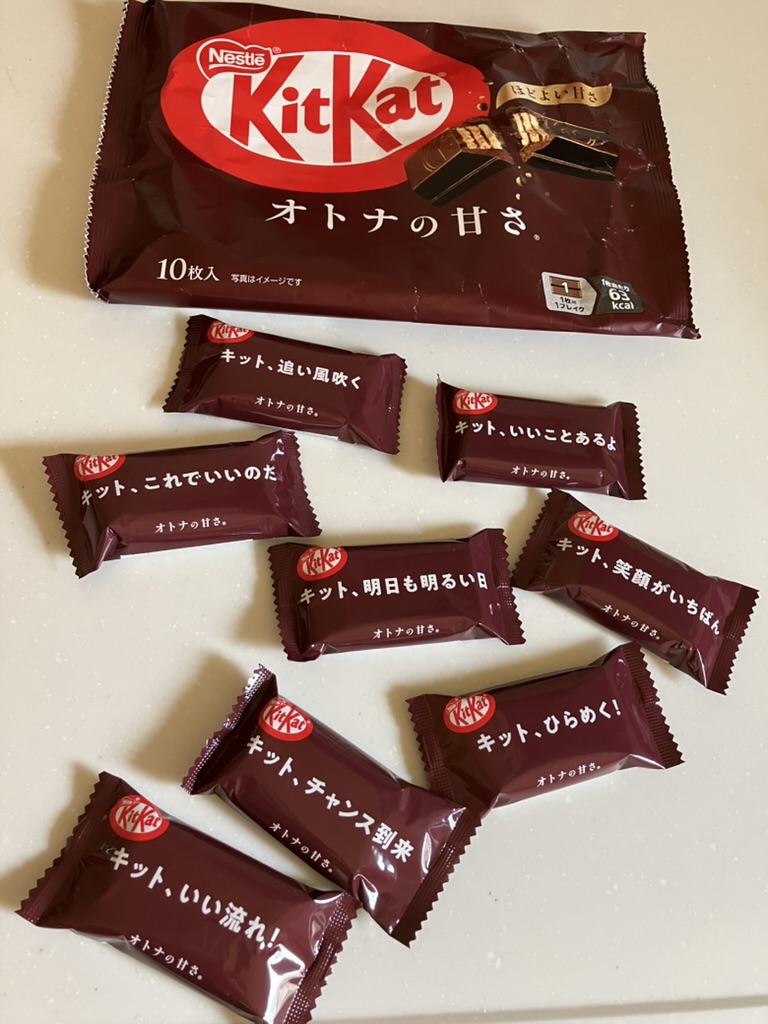 Nestlé®
KitKat®
ほどよい甘さ
オトナの甘さ®
10枚入 写真はイメージです
1
1枚=
1ブレイク
1枚当たり
63
kcal
KitKat
キット、追い風吹く
オトナの甘さ®
KitKat
キット、いいことあるよ
オトナの甘さ®
KitKat
キット、これでいいのだ
オトナの甘さ®
KitKat
キット、明日も明るい日
オトナの甘さ®
KitKat
キット、笑顔がいちばん
オトナの甘さ®
KitKat
キット、ひらめく!
オトナの甘さ®
KitKat
キット、チャンス到来
オトナの甘さ®
KitKat
キット、いい流れ!
オトナの甘さ®